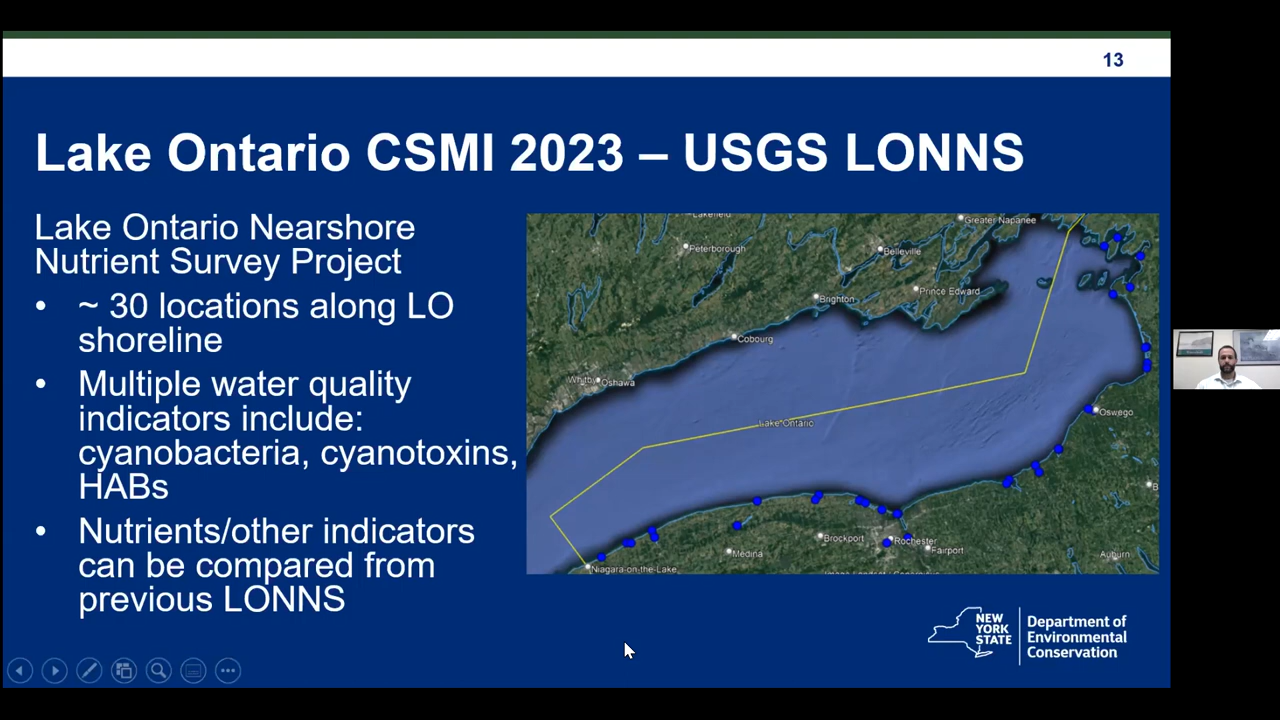 13
Lake Ontario CSMI 2023 – USGS LONNS
Lake Ontario Nearshore
Nutrient Survey Project
• ~ 30 locations along LO
shoreline
• Multiple water quality
indicators include:
cyanobacteria, cyanotoxins,
HABs
• Nutrients/other indicators
can be compared from
previous LONNS
Lakefield
Greater Napanee
Peterborough
Belleville
Prince Edward
Brighton
Cobourg
Whitby
Oshawa
Lake Ontario
Oswego
Brockport
Rochester
Medina
Fairport
Auburn
Niagara-on-the-Lake
NEW
YORK
STATE
Department of
Environmental
Conservation